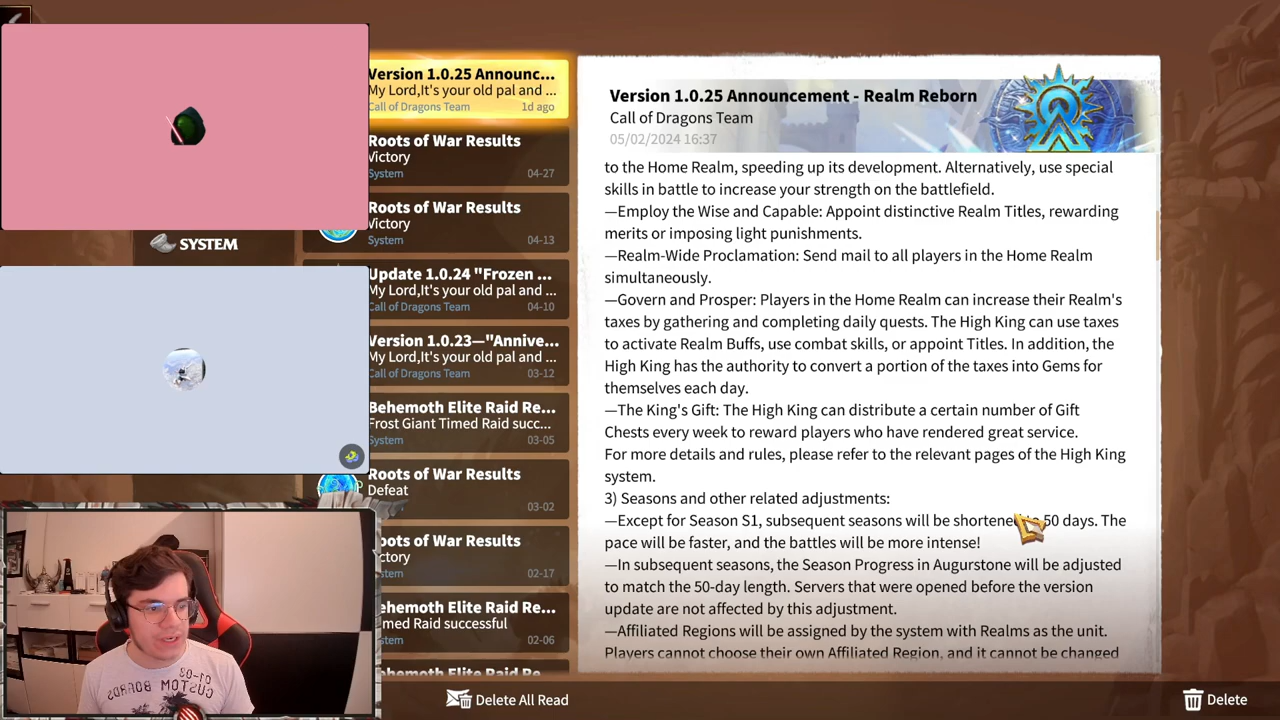 SYSTEM
Version 1.0.25 Announc...
My Lord,It's your old pal and ...
Call of Dragons Team 1d ago
Roots of War Results
Victory
System 04-27
Roots of War Results
Victory
System 04-13
Update 1.0.24 "Frozen ...
My Lord,It's your old pal and ...
Call of Dragons Team 04-10
Version 1.0.23—"Annive...
My Lord,It's your old pal and ...
Call of Dragons Team 03-12
Behemoth Elite Raid Re...
Frost Giant Timed Raid succ...
System 03-05
Roots of War Results
Defeat
03-02
oots of War Results
ictory
stem 02-17
ehemoth Elite Raid Re...
med Raid successful
stem 02-06
Delete All Read
Version 1.0.25 Announcement - Realm Reborn
Call of Dragons Team
05/02/2024 16:37
to the Home Realm, speeding up its development. Alternatively, use special
skills in battle to increase your strength on the battlefield.
—Employ the Wise and Capable: Appoint distinctive Realm Titles, rewarding
merits or imposing light punishments.
—Realm-Wide Proclamation: Send mail to all players in the Home Realm
simultaneously.
—Govern and Prosper: Players in the Home Realm can increase their Realm's
taxes by gathering and completing daily quests. The High King can use taxes
to activate Realm Buffs, use combat skills, or appoint Titles. In addition, the
High King has the authority to convert a portion of the taxes into Gems for
themselves each day.
—The King's Gift: The High King can distribute a certain number of Gift
Chests every week to reward players who have rendered great service.
For more details and rules, please refer to the relevant pages of the High King
system.
3) Seasons and other related adjustments:
—Except for Season S1, subsequent seasons will be shortened 50 days. The
pace will be faster, and the battles will be more intense!
—In subsequent seasons, the Season Progress in Augurstone will be adjusted
to match the 50-day length. Servers that were opened before the version
update are not affected by this adjustment.
—Affiliated Regions will be assigned by the system with Realms as the unit.
Players cannot choose their own Affiliated Region, and it cannot be changed
Delete
CUSTOM